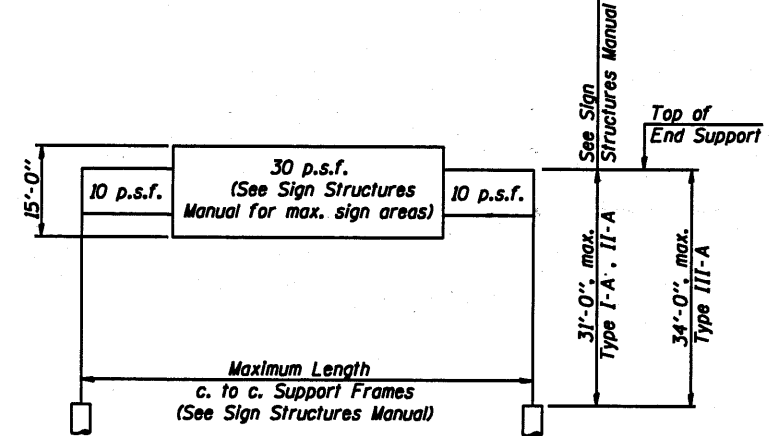 See Sign
Structures Manual
Top of
End Support
15'-0"
10 p.s.f.
30 p.s.f.
(See Sign Structures
Manual for max. sign areas)
10 p.s.f.
31'-0", max.
Type I-A , II-A
34'-0", max.
Type III-A
Maximum Length
c. to c. Support Frames
(See Sign Structures Manual)